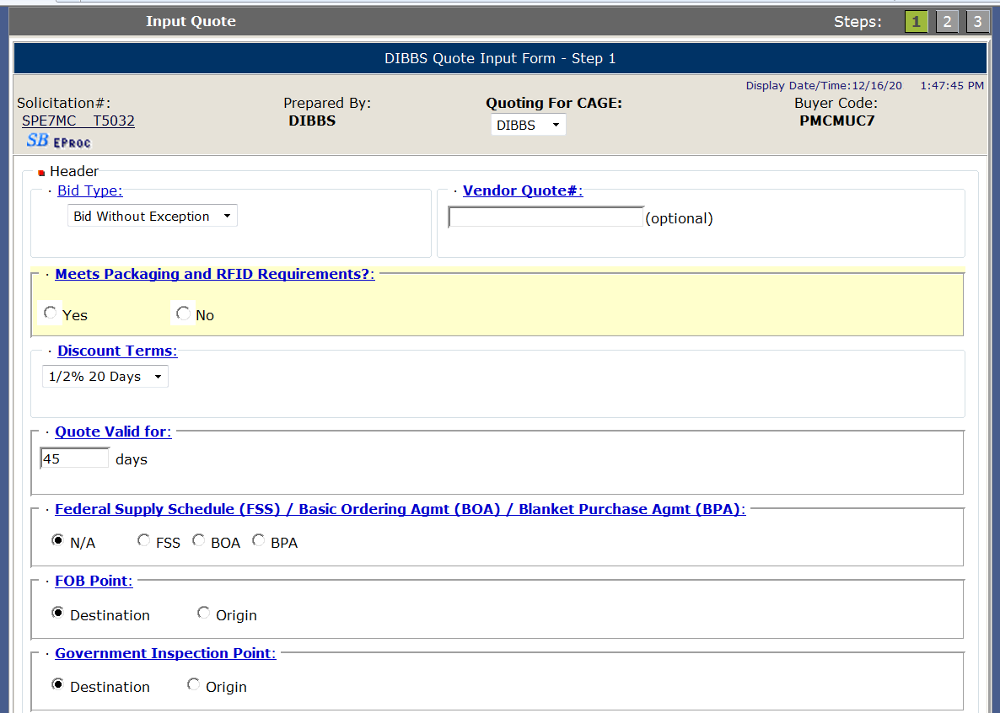 Input Quote Steps: 1 2 3
DIBBS Quote Input Form - Step 1
Display Date/Time:12/16/20 1:47:45 PM
Solicitation#: Prepared By: Quoting For CAGE: Buyer Code:
SPE7MC T5032 DIBBS DIBBS PMCMUC7
SB EPROC
Header
· Bid Type: · Vendor Quote#:
Bid Without Exception (optional)
· Meets Packaging and RFID Requirements?:
Yes No
· Discount Terms:
1/2% 20 Days
· Quote Valid for:
45 days
· Federal Supply Schedule (FSS) / Basic Ordering Agmt (BOA) / Blanket Purchase Agmt (BPA):
N/A FSS BOA BPA
· FOB Point:
Destination Origin
· Government Inspection Point:
Destination Origin